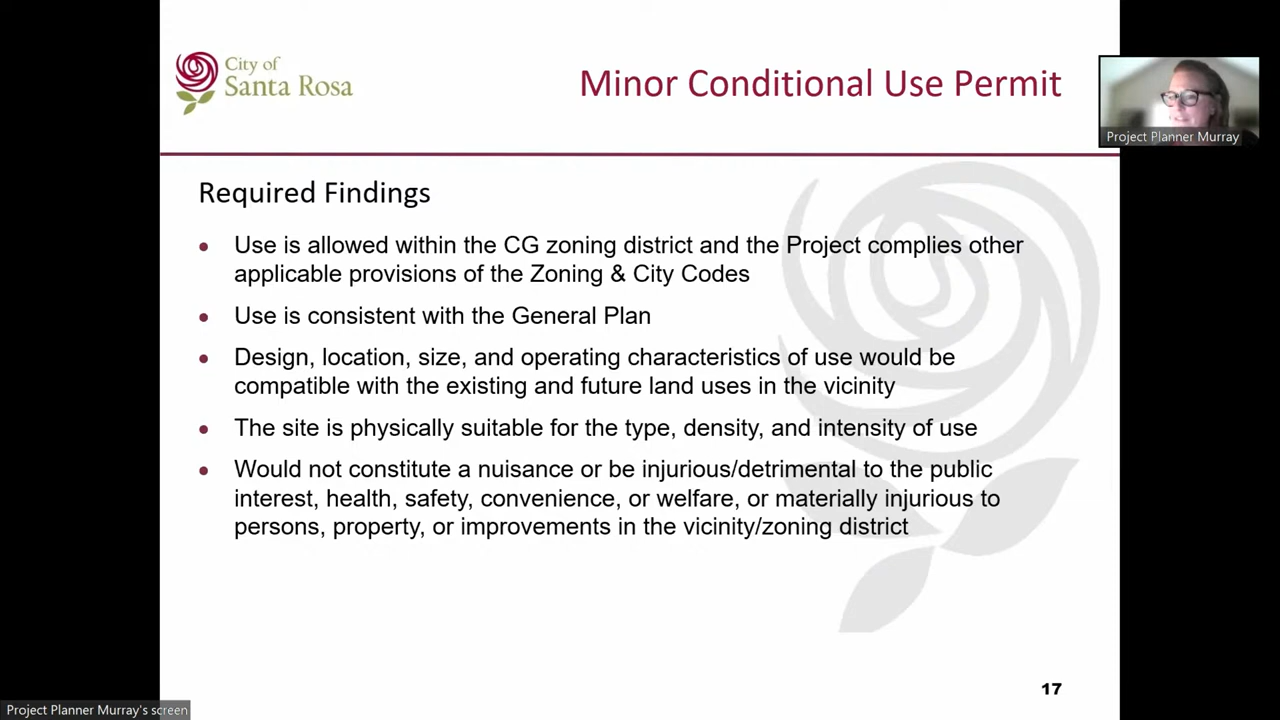 City of
Santa Rosa
Minor Conditional Use Permit
Project Planner Murray
Required Findings
• Use is allowed within the CG zoning district and the Project complies other
applicable provisions of the Zoning & City Codes
• Use is consistent with the General Plan
• Design, location, size, and operating characteristics of use would be
compatible with the existing and future land uses in the vicinity
• The site is physically suitable for the type, density, and intensity of use
• Would not constitute a nuisance or be injurious/detrimental to the public
interest, health, safety, convenience, or welfare, or materially injurious to
persons, property, or improvements in the vicinity/zoning district
17
Project Planner Murray's screen